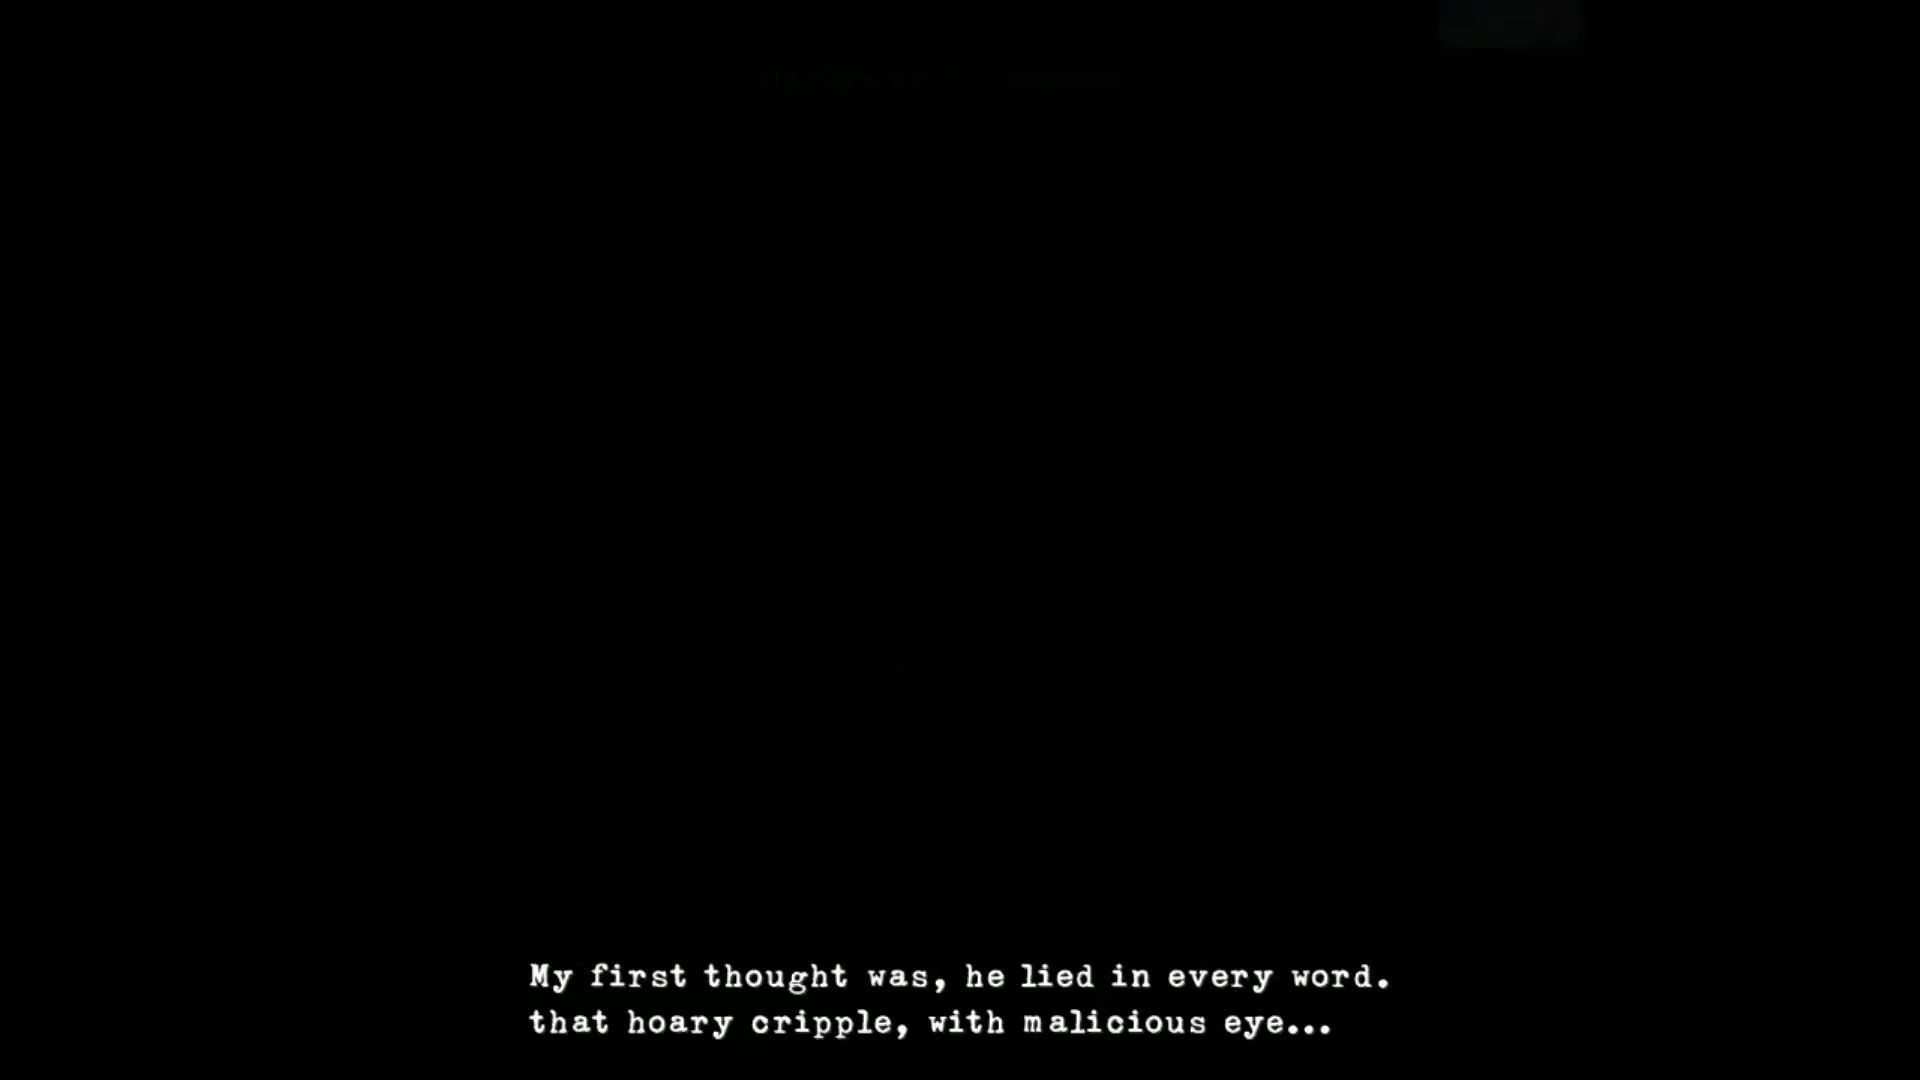 My first thought was, he lied in every word.
that hoary cripple, with malicious eye...